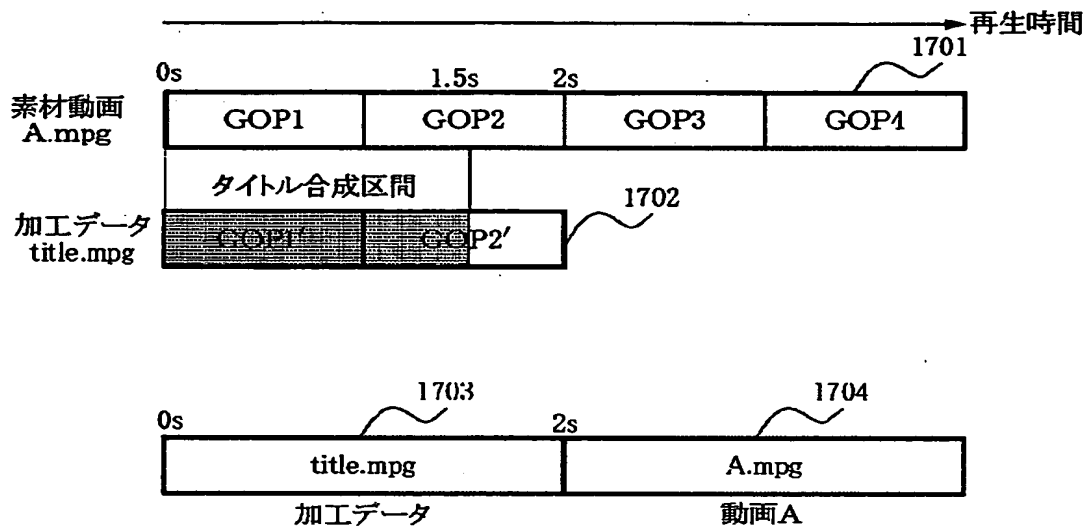 再生時間
1701
0s 1.5s 2s
素材動画
A.mpg
GOP1 GOP2 GOP3 GOP4
タイトル合成区間
1702
加工データ
title.mpg
GOP1' GOP2'
1703 1704
0s 2s
title.mpg A.mpg
加工データ 動画A